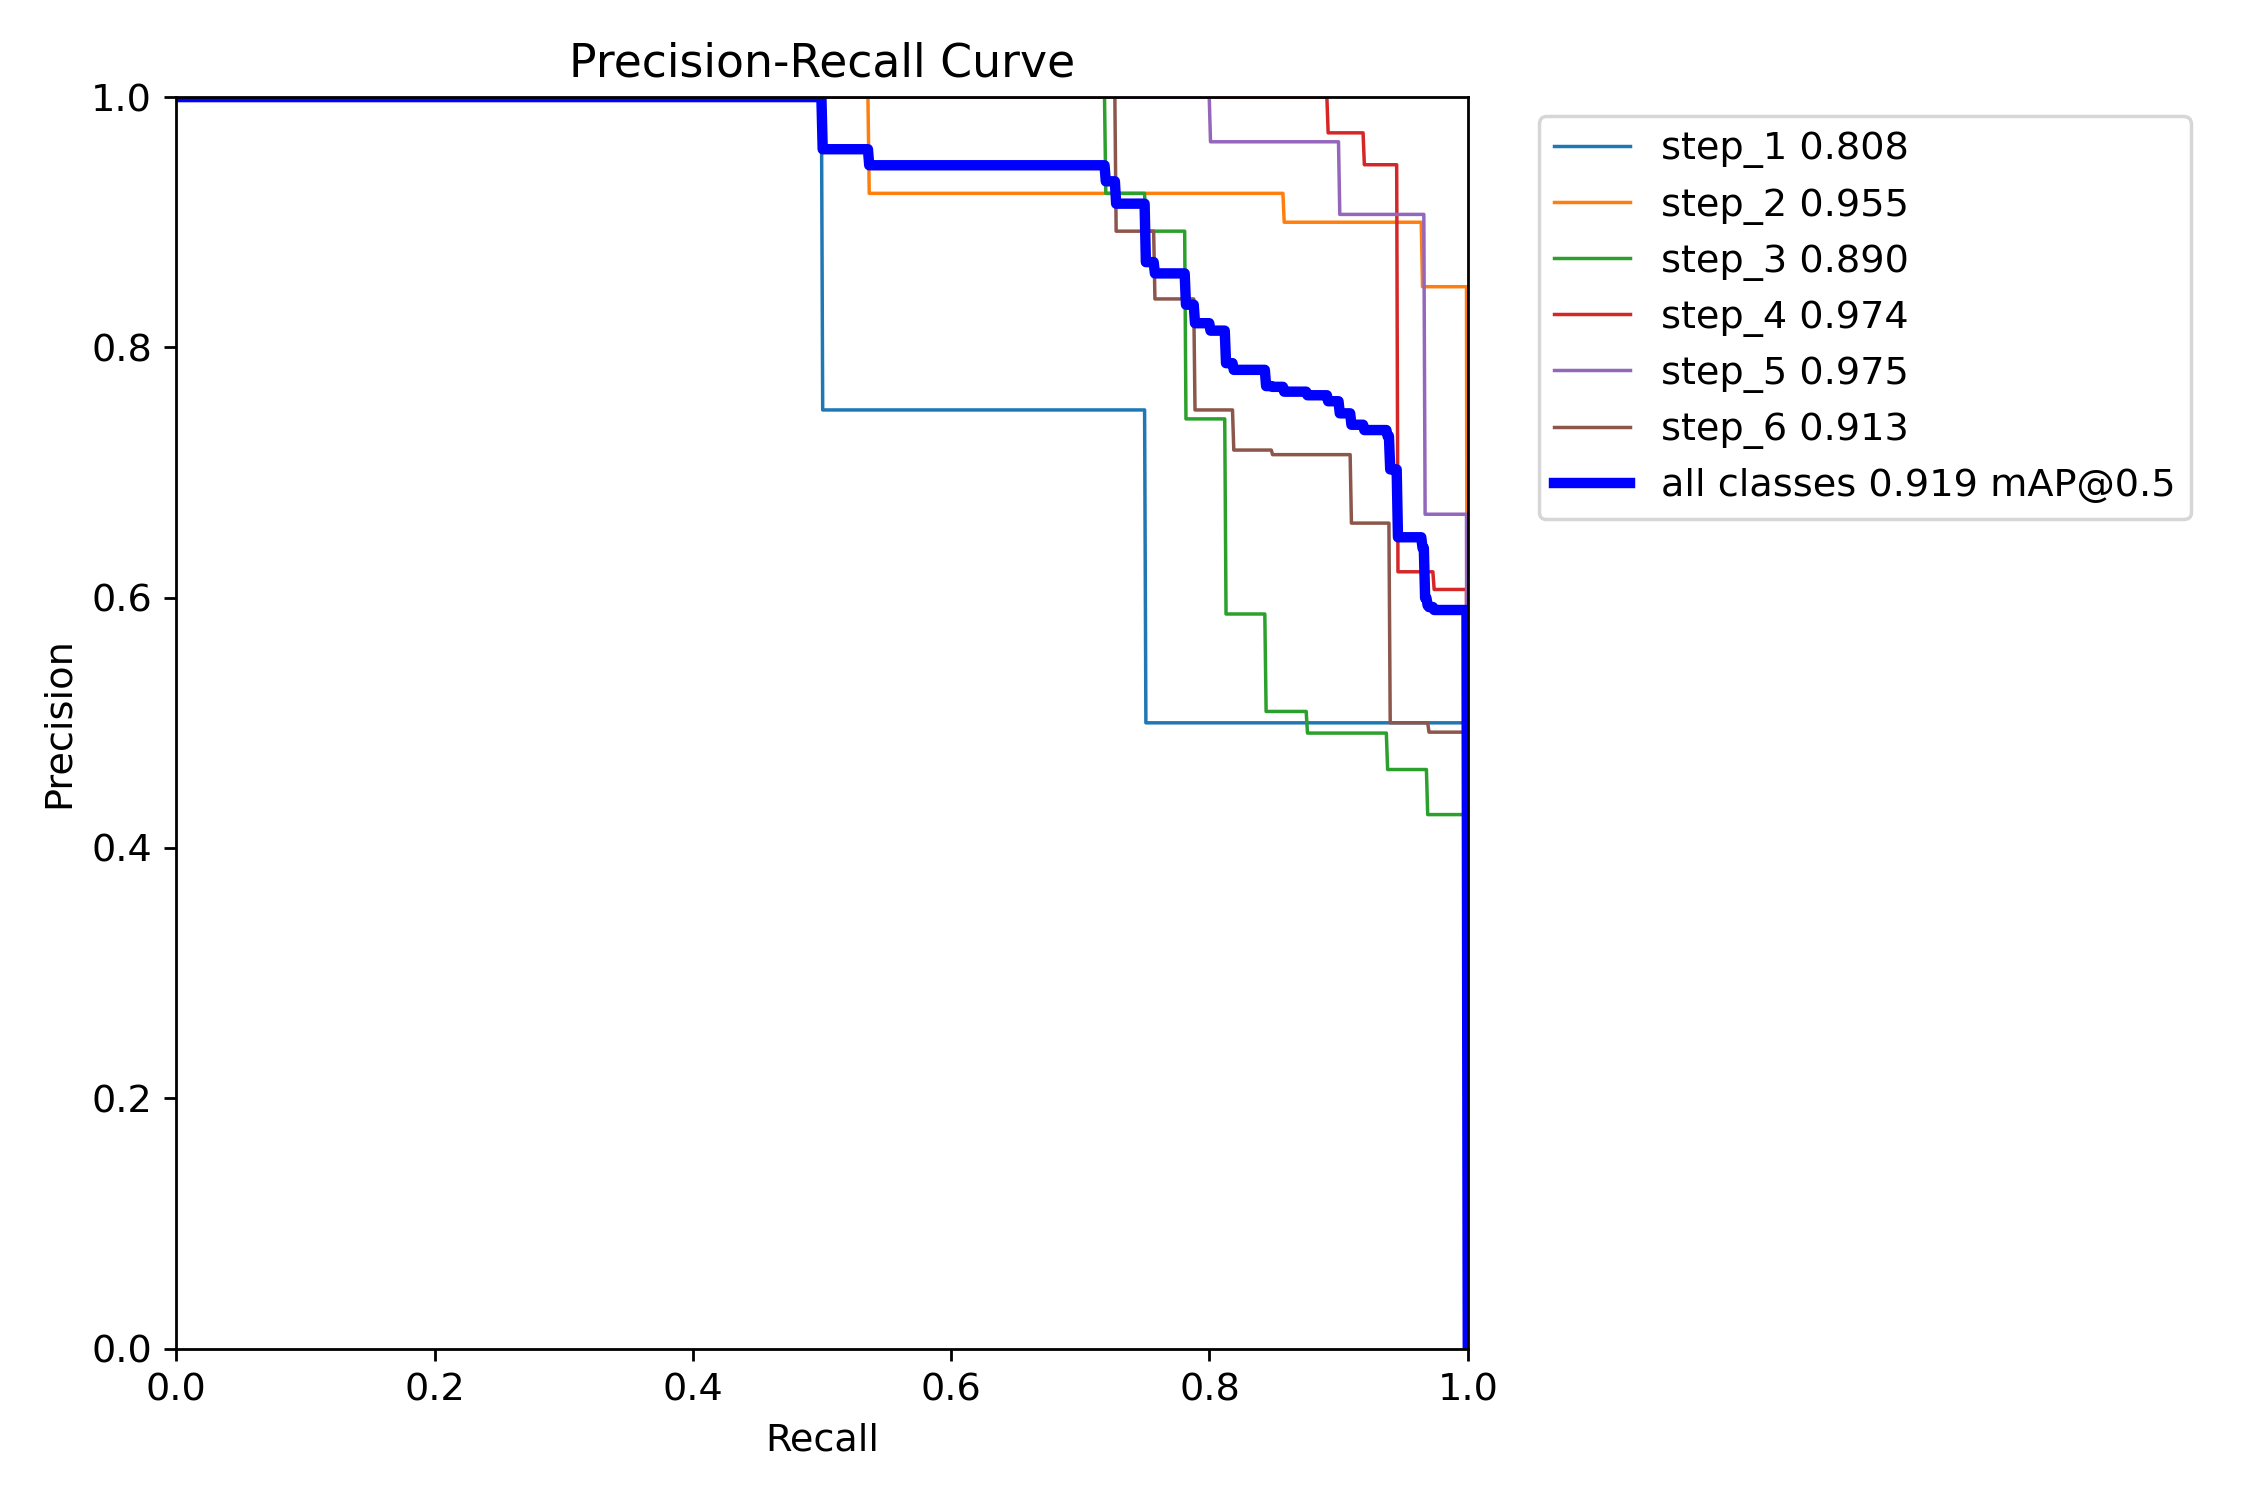 Precision-Recall Curve
1.0
0.8
0.6
0.4
0.2
0.0
Precision
0.0 0.2 0.4 0.6 0.8 1.0
Recall
step_1 0.808
step_2 0.955
step_3 0.890
step_4 0.974
step_5 0.975
step_6 0.913
all classes 0.919 mAP@0.5